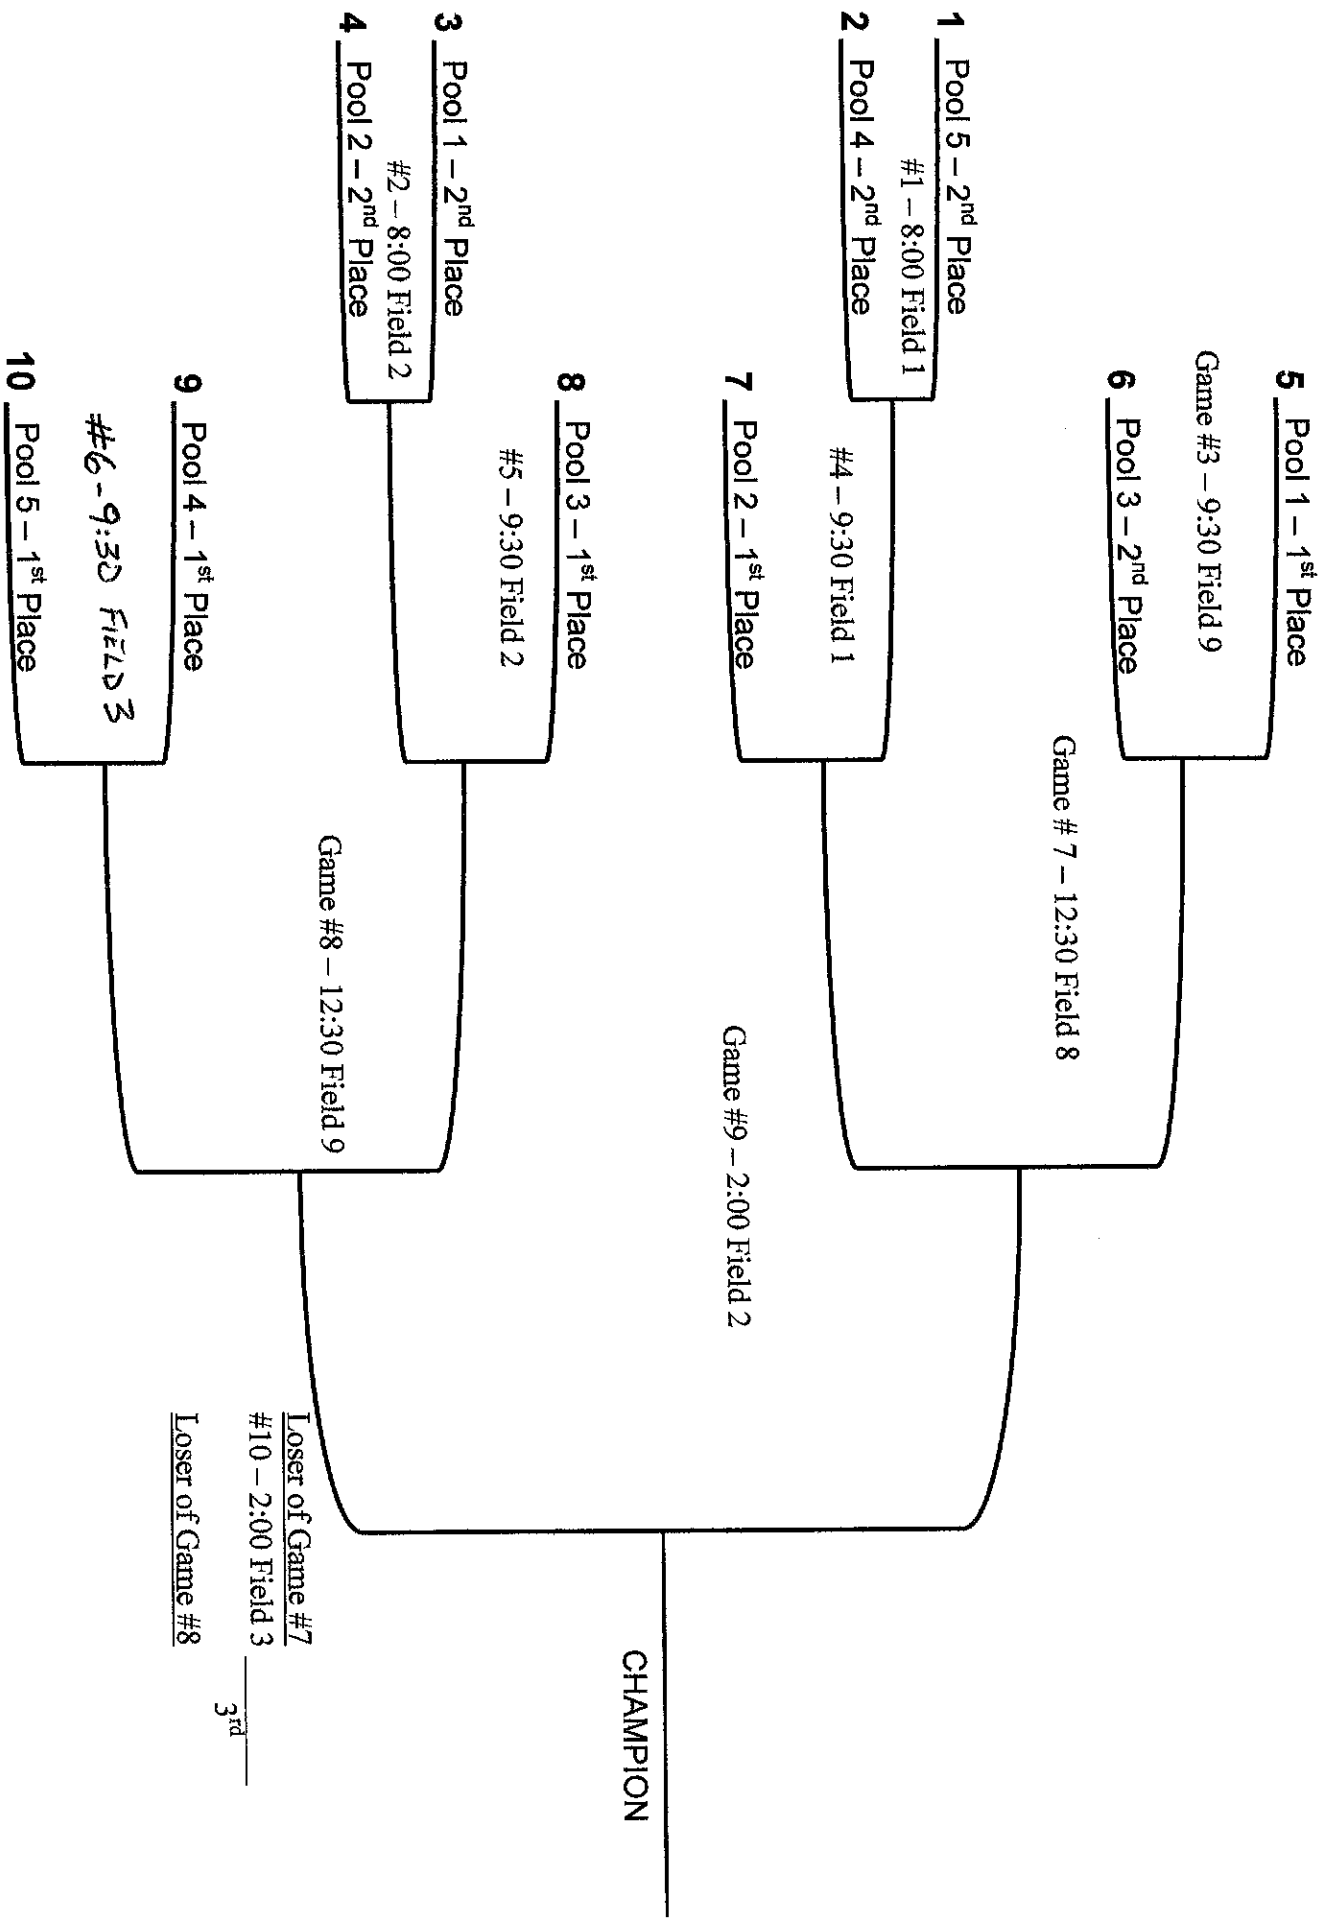 5 Pool 1 – 1st Place
Game #3 – 9:30 Field 9
6 Pool 3 – 2nd Place
Game # 7 – 12:30 Field 8
1 Pool 5 – 2nd Place
#1 – 8:00 Field 1
2 Pool 4 – 2nd Place
#4 – 9:30 Field 1
7 Pool 2 – 1st Place
Game #9 – 2:00 Field 2
CHAMPION
8 Pool 3 – 1st Place
#5 – 9:30 Field 2
3 Pool 1 – 2nd Place
#2 – 8:00 Field 2
4 Pool 2 – 2nd Place
Game #8 – 12:30 Field 9
9 Pool 4 – 1st Place
#6 - 9:30 FIELD 3
10 Pool 5 – 1st Place
Loser of Game #7
#10 – 2:00 Field 3
3rd
Loser of Game #8